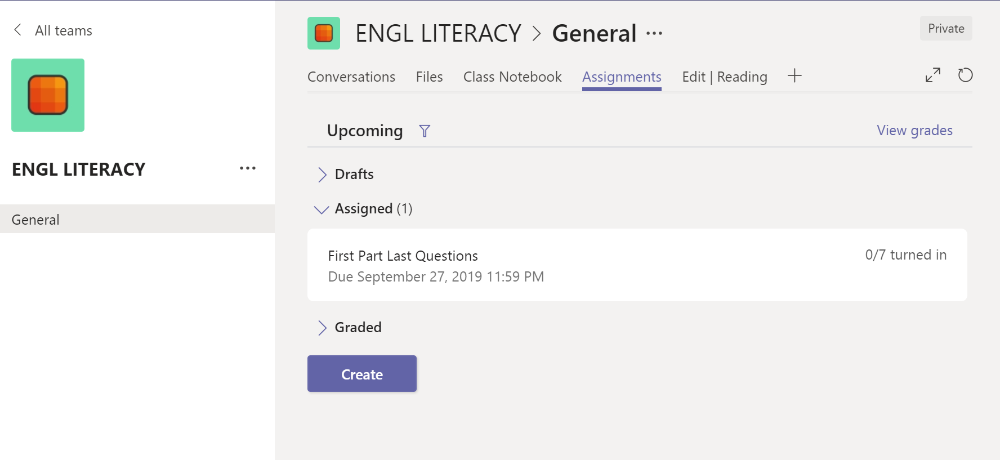 All teams
ENGL LITERACY
General
ENGL LITERACY > General ...
Private
Conversations Files Class Notebook Assignments Edit | Reading +
Upcoming
View grades
Drafts
Assigned (1)
First Part Last Questions
0/7 turned in
Due September 27, 2019 11:59 PM
Graded
Create